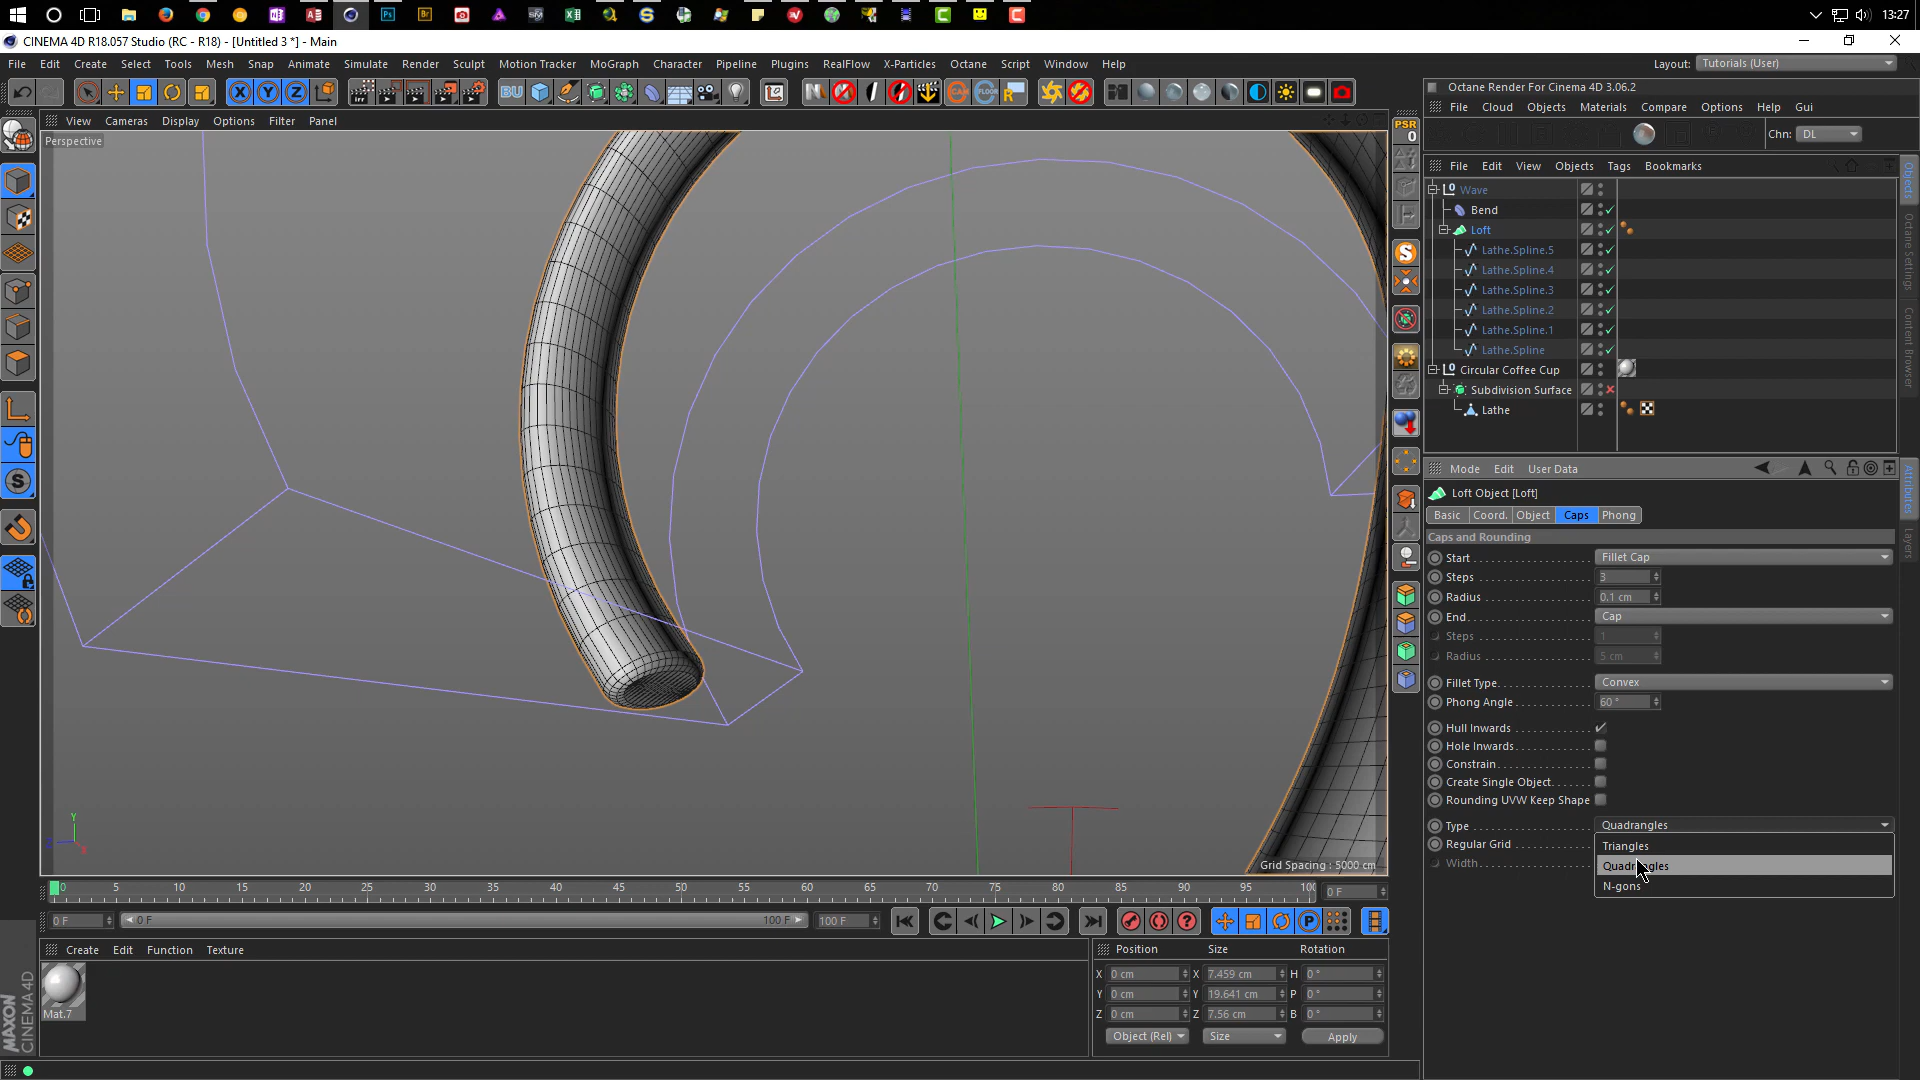 13:27
CINEMA 4D R18.057 Studio (RC - R18) - [Untitled 3 *] - Main
File Edit Create Select Tools Mesh Snap Animate Simulate Render Sculpt Motion Tracker MoGraph Character Pipeline Plugins RealFlow X-Particles Octane Script Window Help
Layout: Tutorials (User)
Octane Render For Cinema 4D 3.06.2
File Cloud Objects Materials Compare Options Help Gui
Chn: DL
View Cameras Display Options Filter Panel
Perspective
PSR
0
File Edit View Objects Tags Bookmarks
Wave
Bend
Loft
Lathe.Spline.5
Lathe.Spline.4
Lathe.Spline.3
Lathe.Spline.2
Lathe.Spline.1
Lathe.Spline
Circular Coffee Cup
Subdivision Surface
Lathe
Objects
Octane Settings
Content Browser
Mode Edit User Data
Loft Object [Loft]
Basic Coord. Object Caps Phong
Caps and Rounding
Start Fillet Cap
Steps 3
Radius 0.1 cm
End Cap
Steps 1
Radius 5 cm
Fillet Type Convex
Phong Angle 60 °
Hull Inwards
Hole Inwards
Constrain
Create Single Object
Rounding UVW Keep Shape
Type Quadrangles
Regular Grid
Width
Triangles
Quadrangles
N-gons
Attributes
Layers
Y
Z
X
Grid Spacing : 5000 cm
0 5 10 15 20 25 30 35 40 45 50 55 60 65 70 75 80 85 90 95 100
0 F
0 F 0 F 100 F 100 F
Create Edit Function Texture
Mat.7
Position Size Rotation
X 0 cm X 7.459 cm H 0 °
Y 0 cm Y 19.641 cm P 0 °
Z 0 cm Z 7.56 cm B 0 °
Object (Rel) Size Apply
MAXON
CINEMA 4D